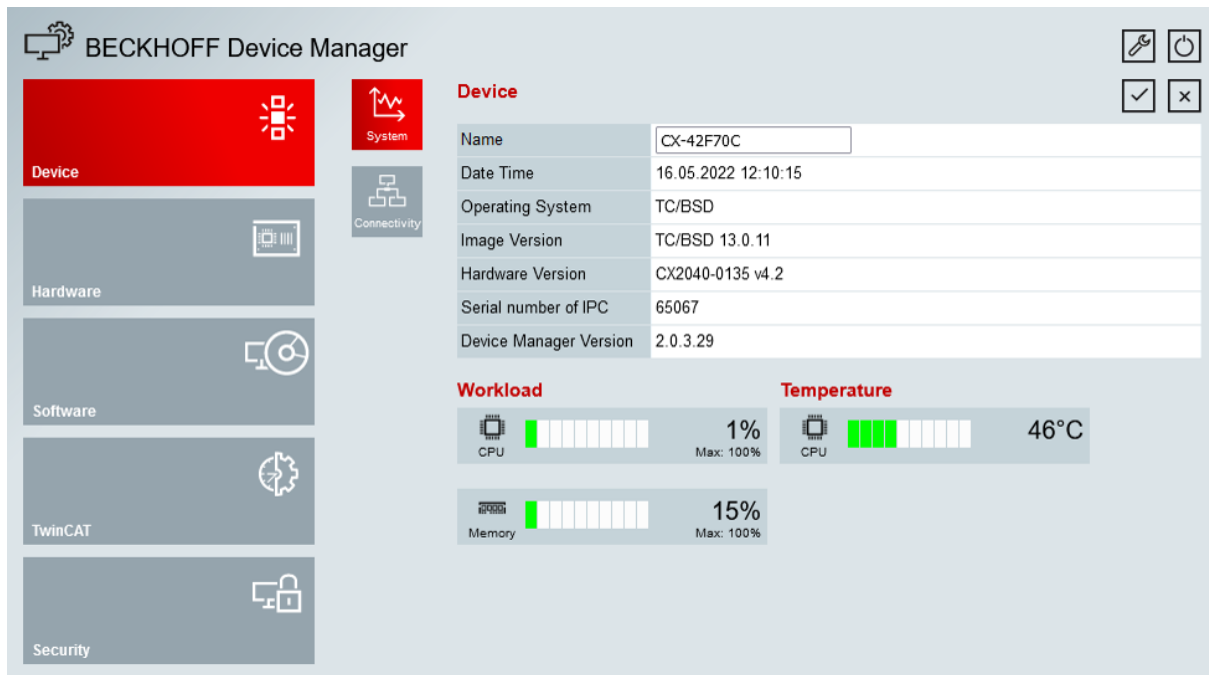 BECKHOFF Device Manager
Device
Hardware
Software
TwinCAT
Security
System
Connectivity
Device
Name CX-42F70C
Date Time 16.05.2022 12:10:15
Operating System TC/BSD
Image Version TC/BSD 13.0.11
Hardware Version CX2040-0135 v4.2
Serial number of IPC 65067
Device Manager Version 2.0.3.29
Workload
CPU 1%
Max: 100%
Memory 15%
Max: 100%
Temperature
CPU 46°C